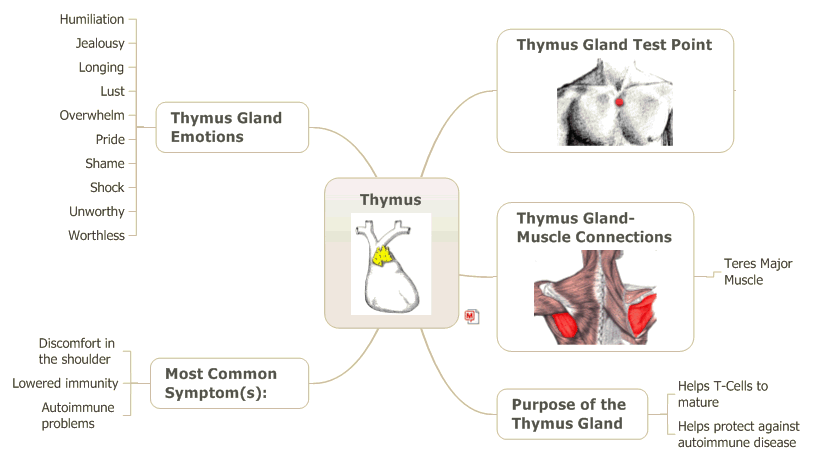 Humiliation
Jealousy
Longing
Lust
Overwhelm
Pride
Shame
Shock
Unworthy
Worthless
Thymus Gland
Emotions
Thymus Gland Test Point
Thymus
Thymus Gland-
Muscle Connections
Teres Major
Muscle
M
Discomfort in
the shoulder
Lowered immunity
Autoimmune
problems
Most Common
Symptom(s):
Purpose of the
Thymus Gland
Helps T-Cells to
mature
Helps protect against
autoimmune disease